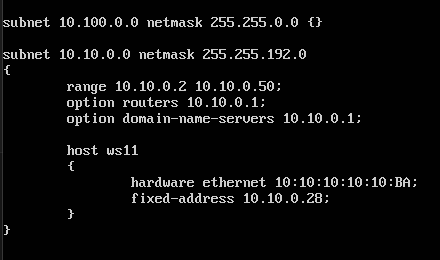 subnet 10.100.0.0 netmask 255.255.0.0 {}
subnet 10.10.0.0 netmask 255.255.192.0
{
range 10.10.0.2 10.10.0.50;
option routers 10.10.0.1;
option domain-name-servers 10.10.0.1;
host ws11
{
hardware ethernet 10:10:10:10:10:BA;
fixed-address 10.10.0.28;
}
}